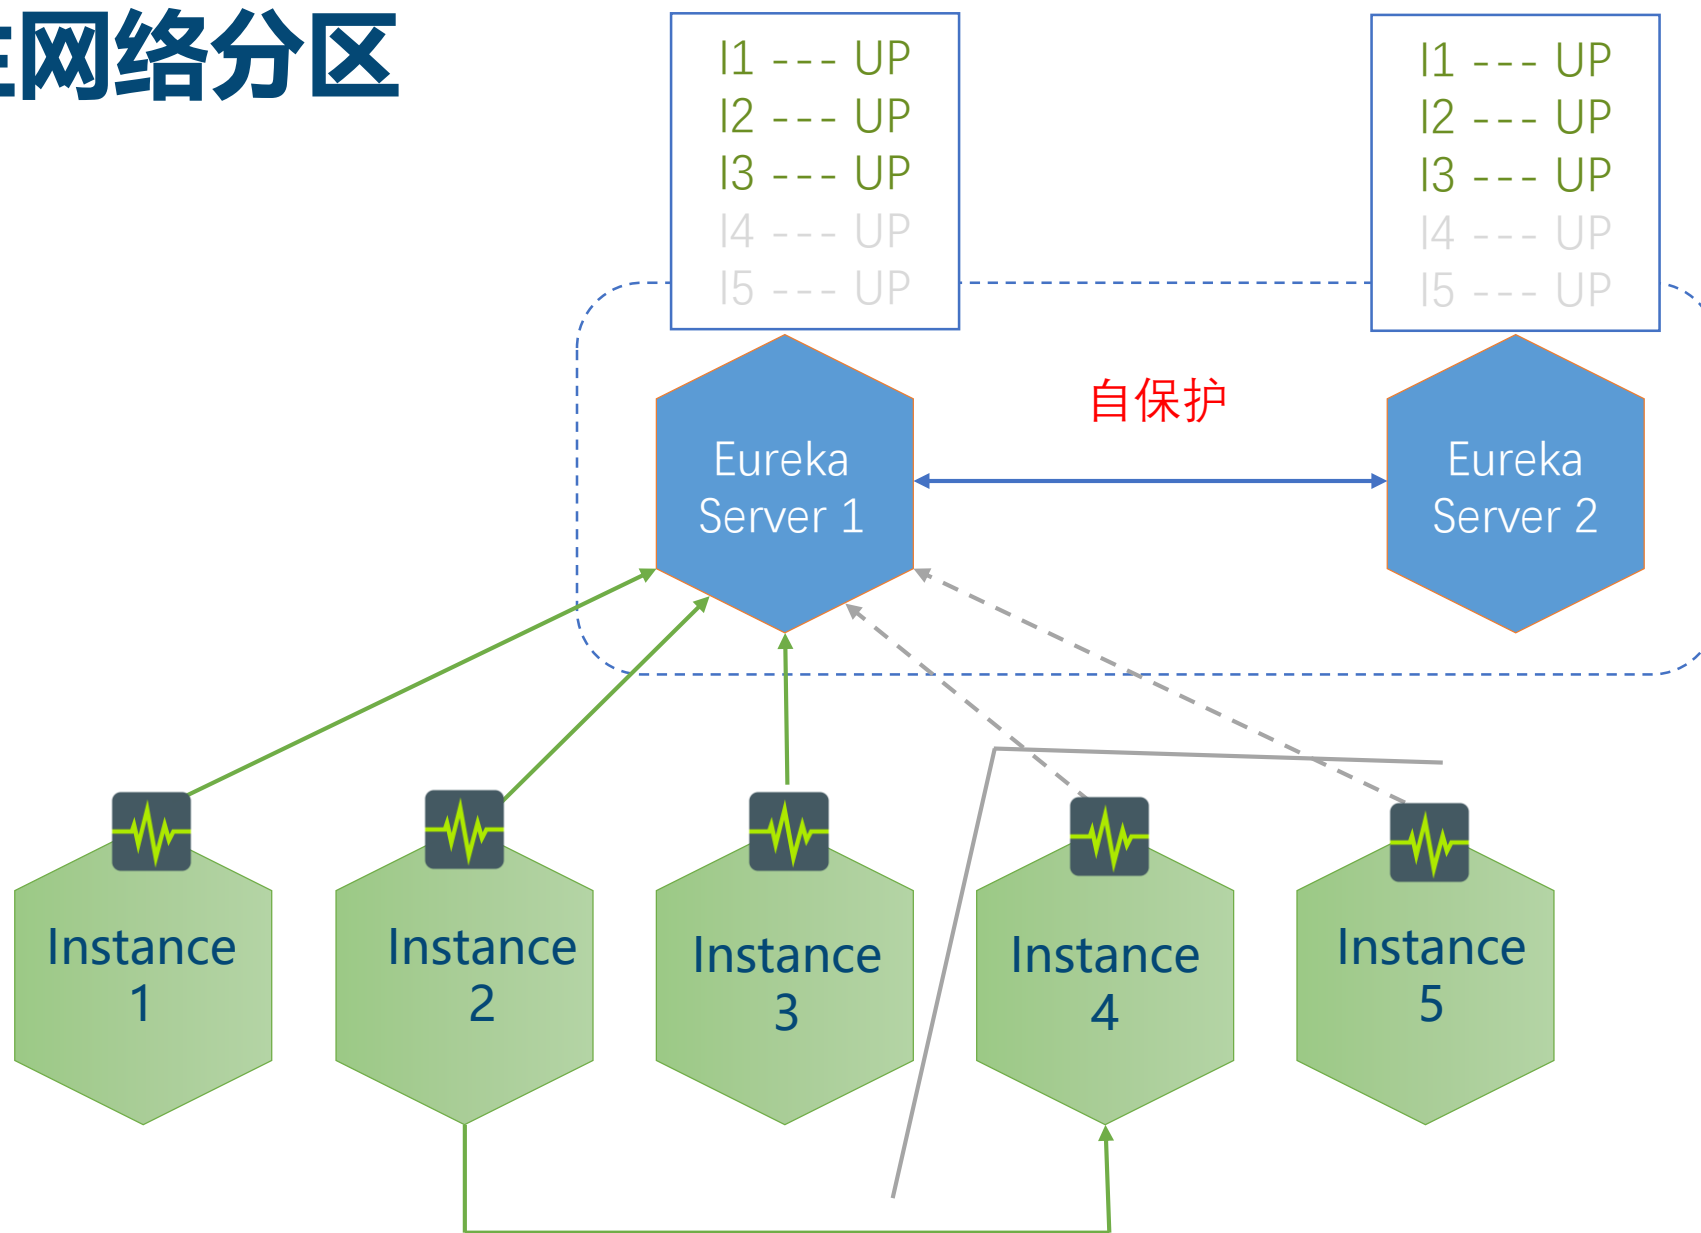 网络分区
I1 --- UP
I2 --- UP
I3 --- UP
I4 --- UP
I5 --- UP
I1 --- UP
I2 --- UP
I3 --- UP
I4 --- UP
I5 --- UP
自保护
Eureka
Server 1
Eureka
Server 2
Instance
1
Instance
2
Instance
3
Instance
4
Instance
5